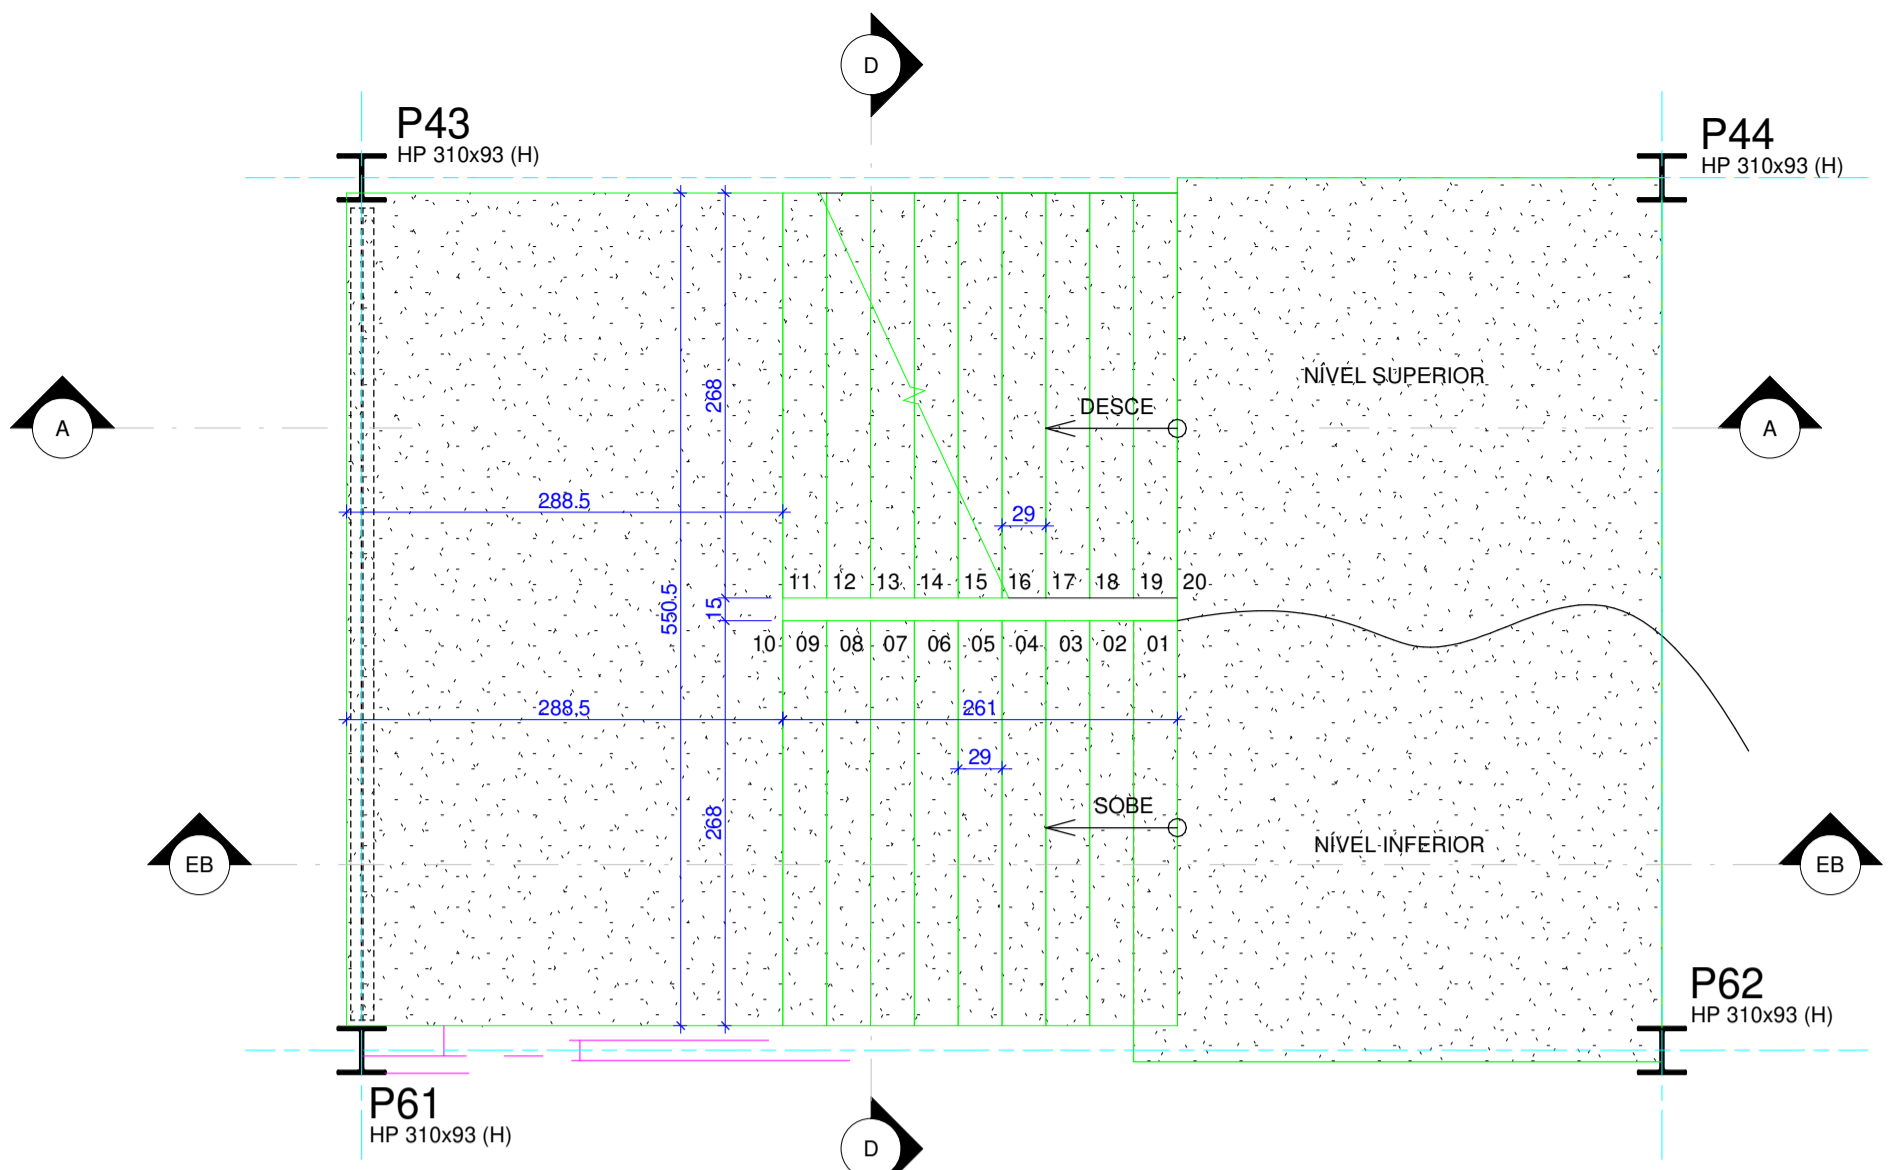 D
P43
HP 310x93 (H)
P44
HP 310x93 (H)
NÍVEL SUPERIOR
268
DESCE
A
A
288.5
29
11 12 13 14 15 16 17 18 19 20
550.5
15
10 09 08 07 06 05 04 03 02 01
288,5
261
29
SOBE
268
NÍVEL INFERIOR
EB
EB
P62
HP 310x93 (H)
P61
HP 310x93 (H)
D